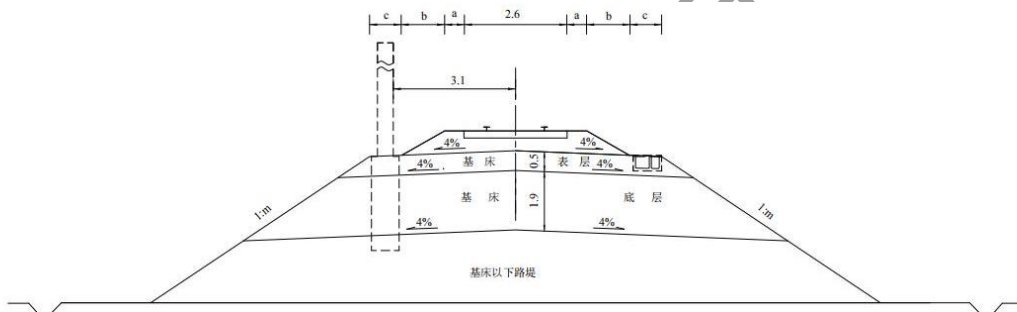 c b a 2.6 a b c
3.1
4% 4%
4% 基床 0.5 表层 4%
1:m 基床 1.9 底层 1:m
4% 4%
基床以下路堤